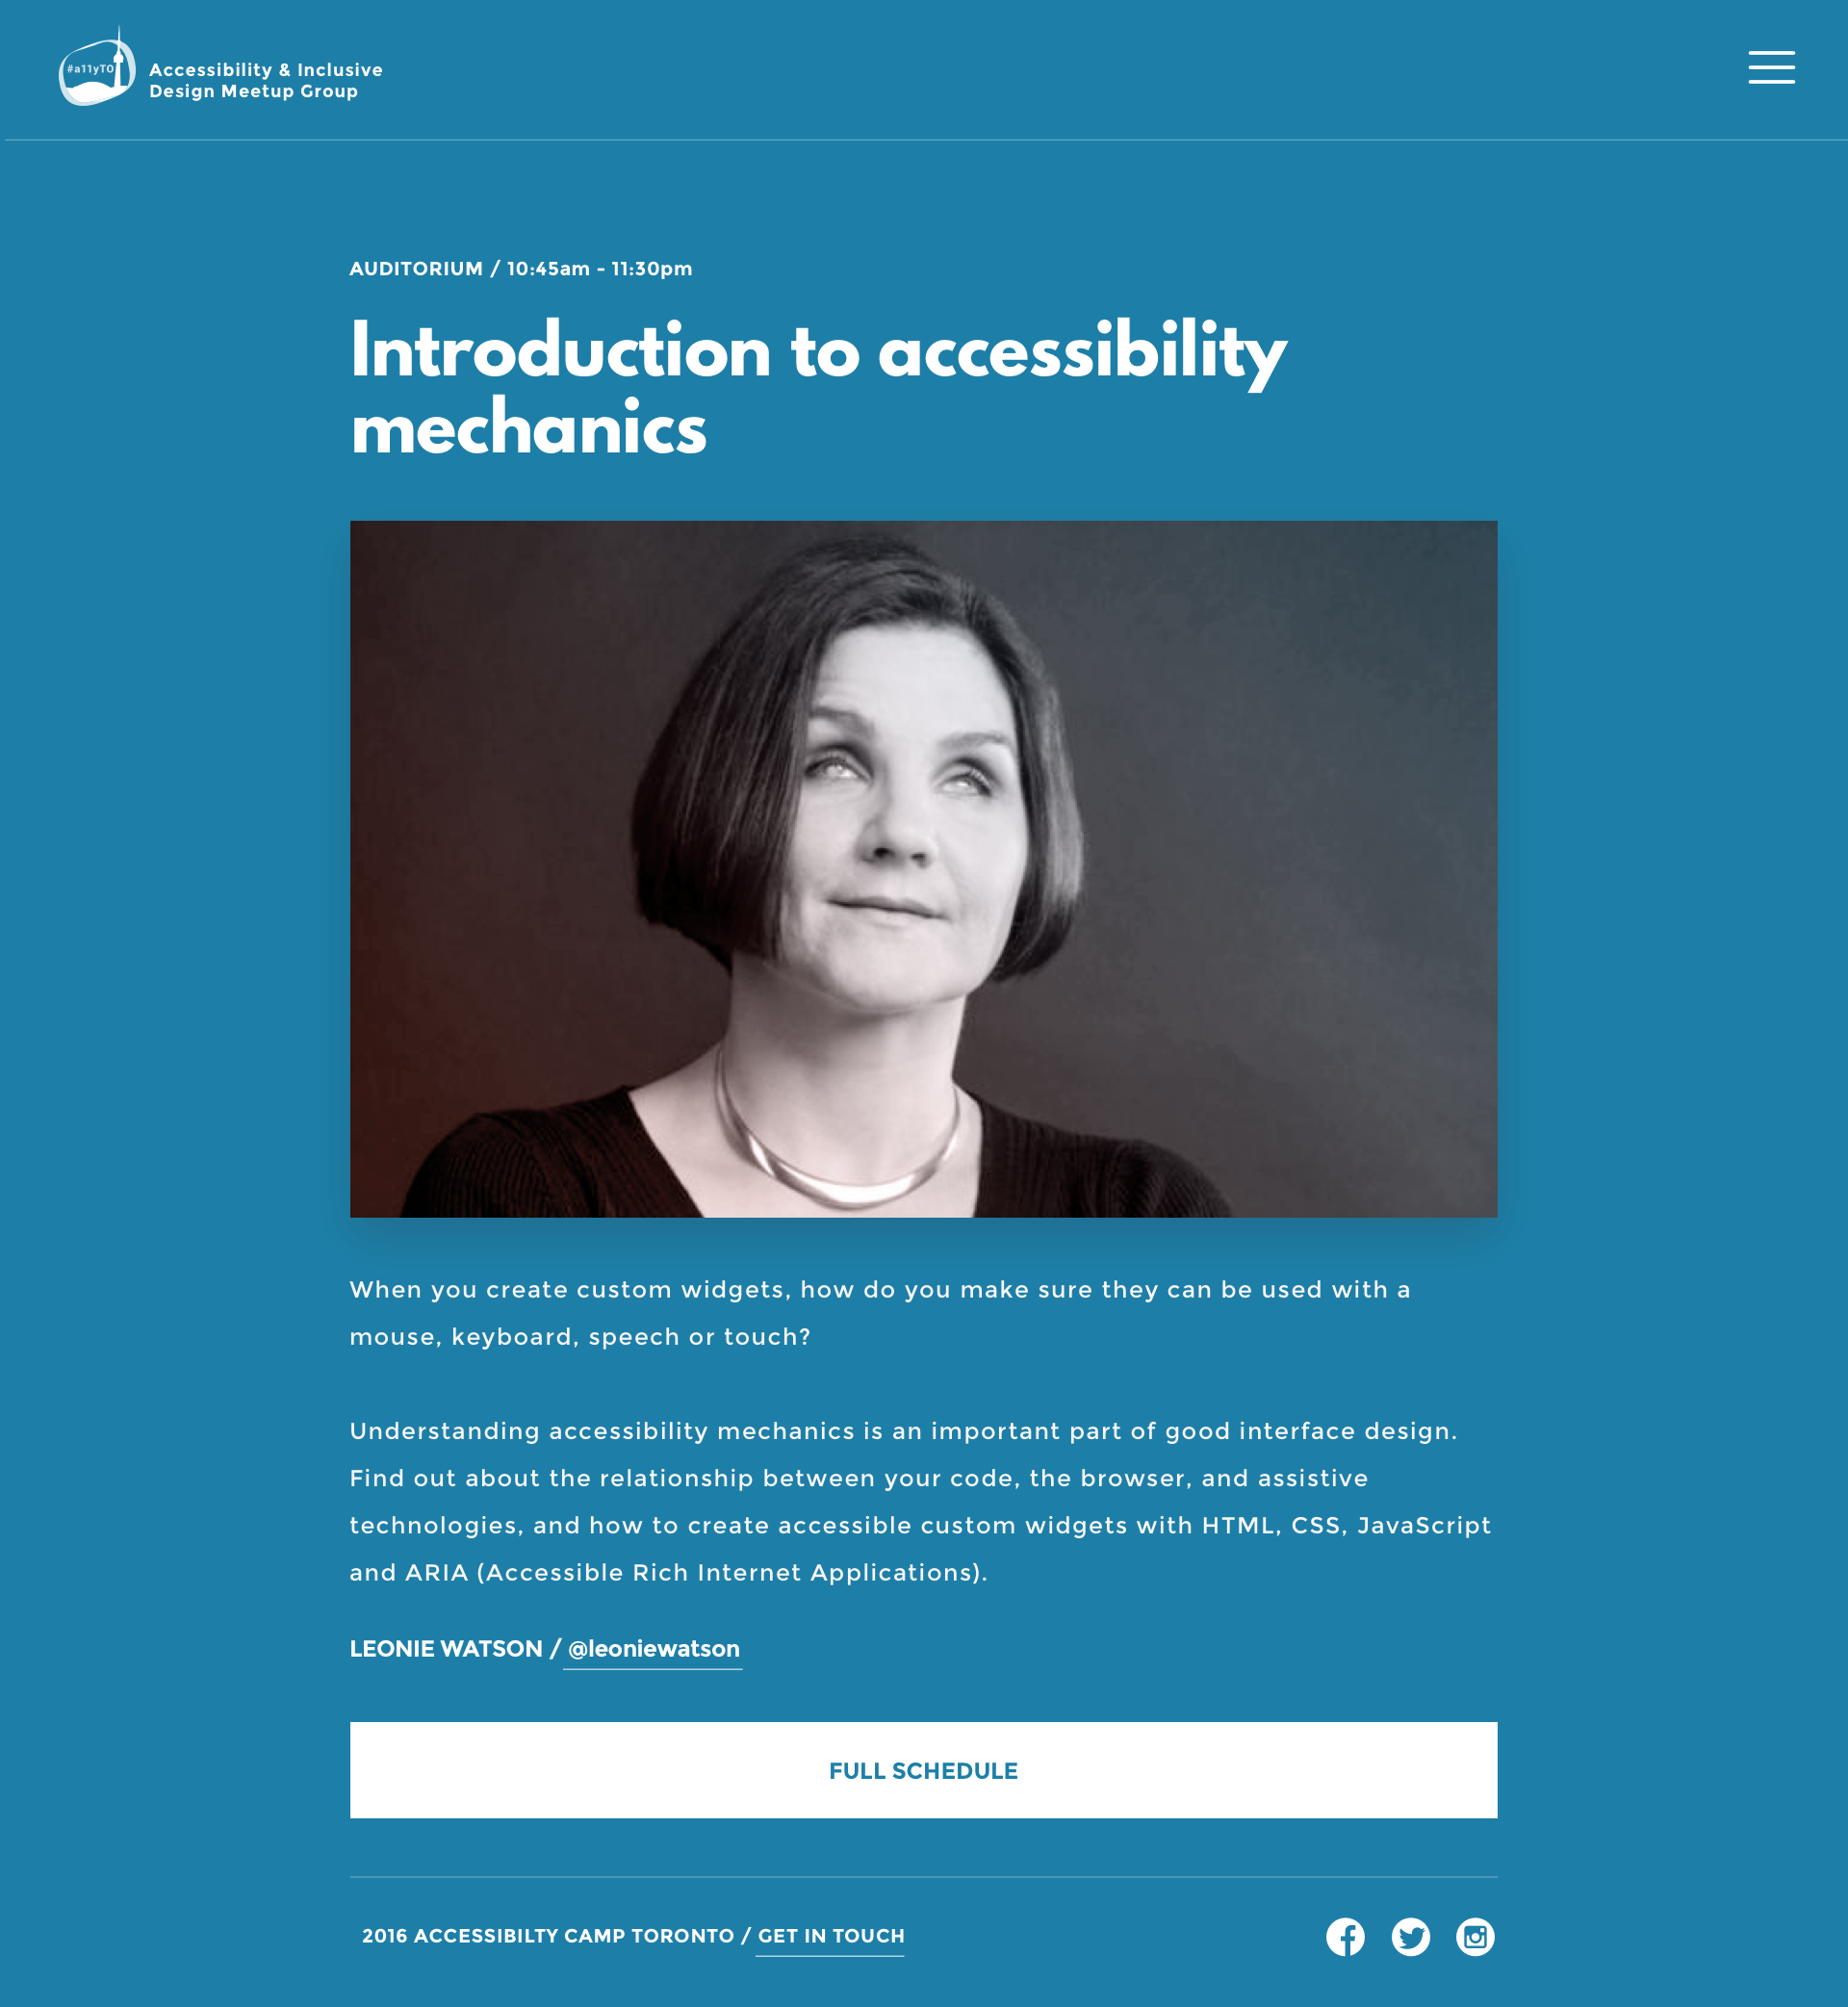 #a11yTO
Accessibility & Inclusive
Design Meetup Group
AUDITORIUM / 10:45am - 11:30pm
Introduction to accessibility
mechanics
When you create custom widgets, how do you make sure they can be used with a
mouse, keyboard, speech or touch?
Understanding accessibility mechanics is an important part of good interface design.
Find out about the relationship between your code, the browser, and assistive
technologies, and how to create accessible custom widgets with HTML, CSS, JavaScript
and ARIA (Accessible Rich Internet Applications).
LEONIE WATSON / @leoniewatson
FULL SCHEDULE
2016 ACCESSIBILTY CAMP TORONTO / GET IN TOUCH